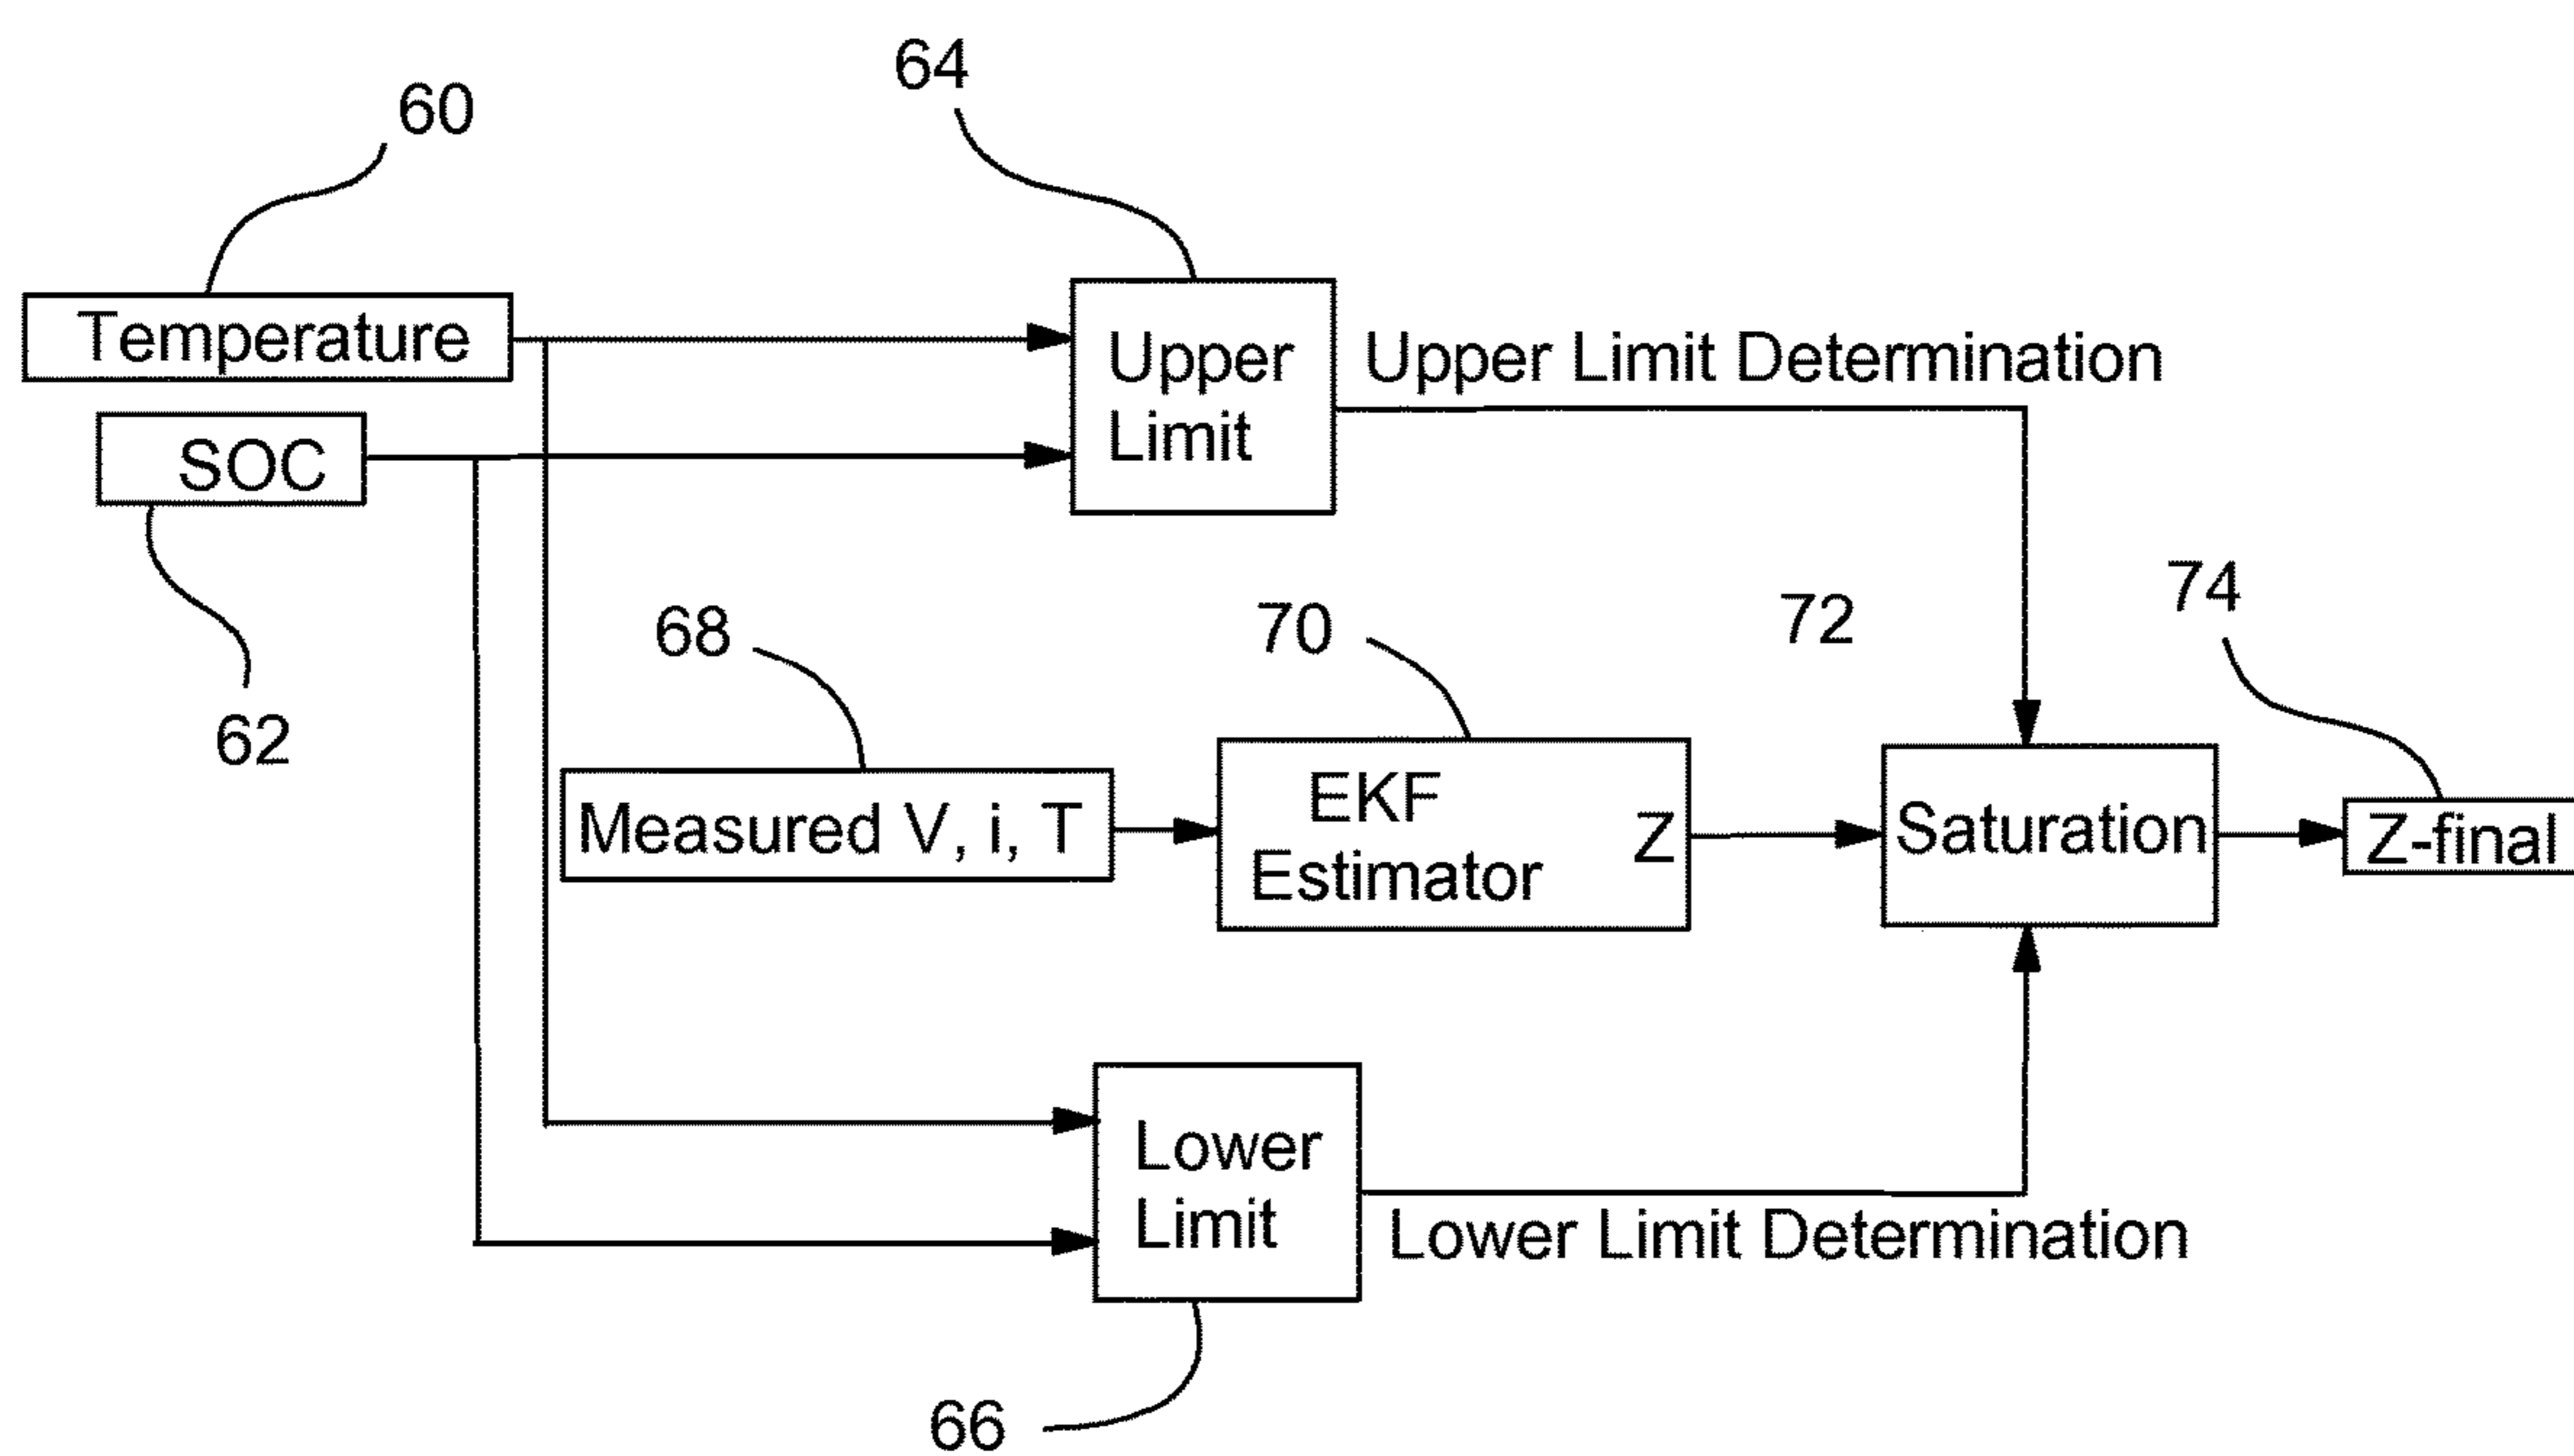 64
60
Temperature
Upper
Limit
Upper Limit Determination
SOC
62
68
70
72
74
Measured V, i, T
EKF
Estimator
Z
Saturation
Z-final
Lower
Limit
Lower Limit Determination
66